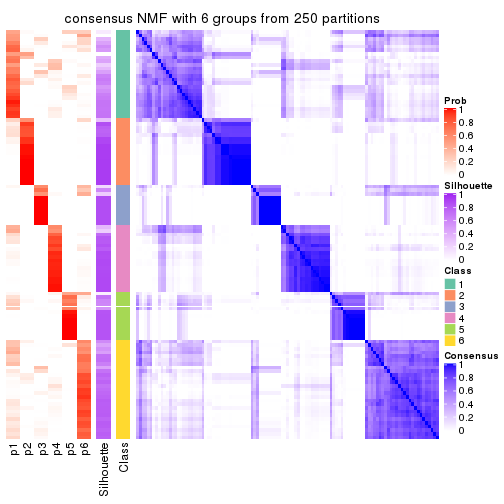 consensus NMF with 6 groups from 250 partitions
p1
p2
p3
p4
p5
p6
Silhouette
Class
Prob
1
0.8
0.6
0.4
0.2
0
Silhouette
1
0.8
0.6
0.4
0.2
0
Class
1
2
3
4
5
6
Consensus
1
0.8
0.6
0.4
0.2
0